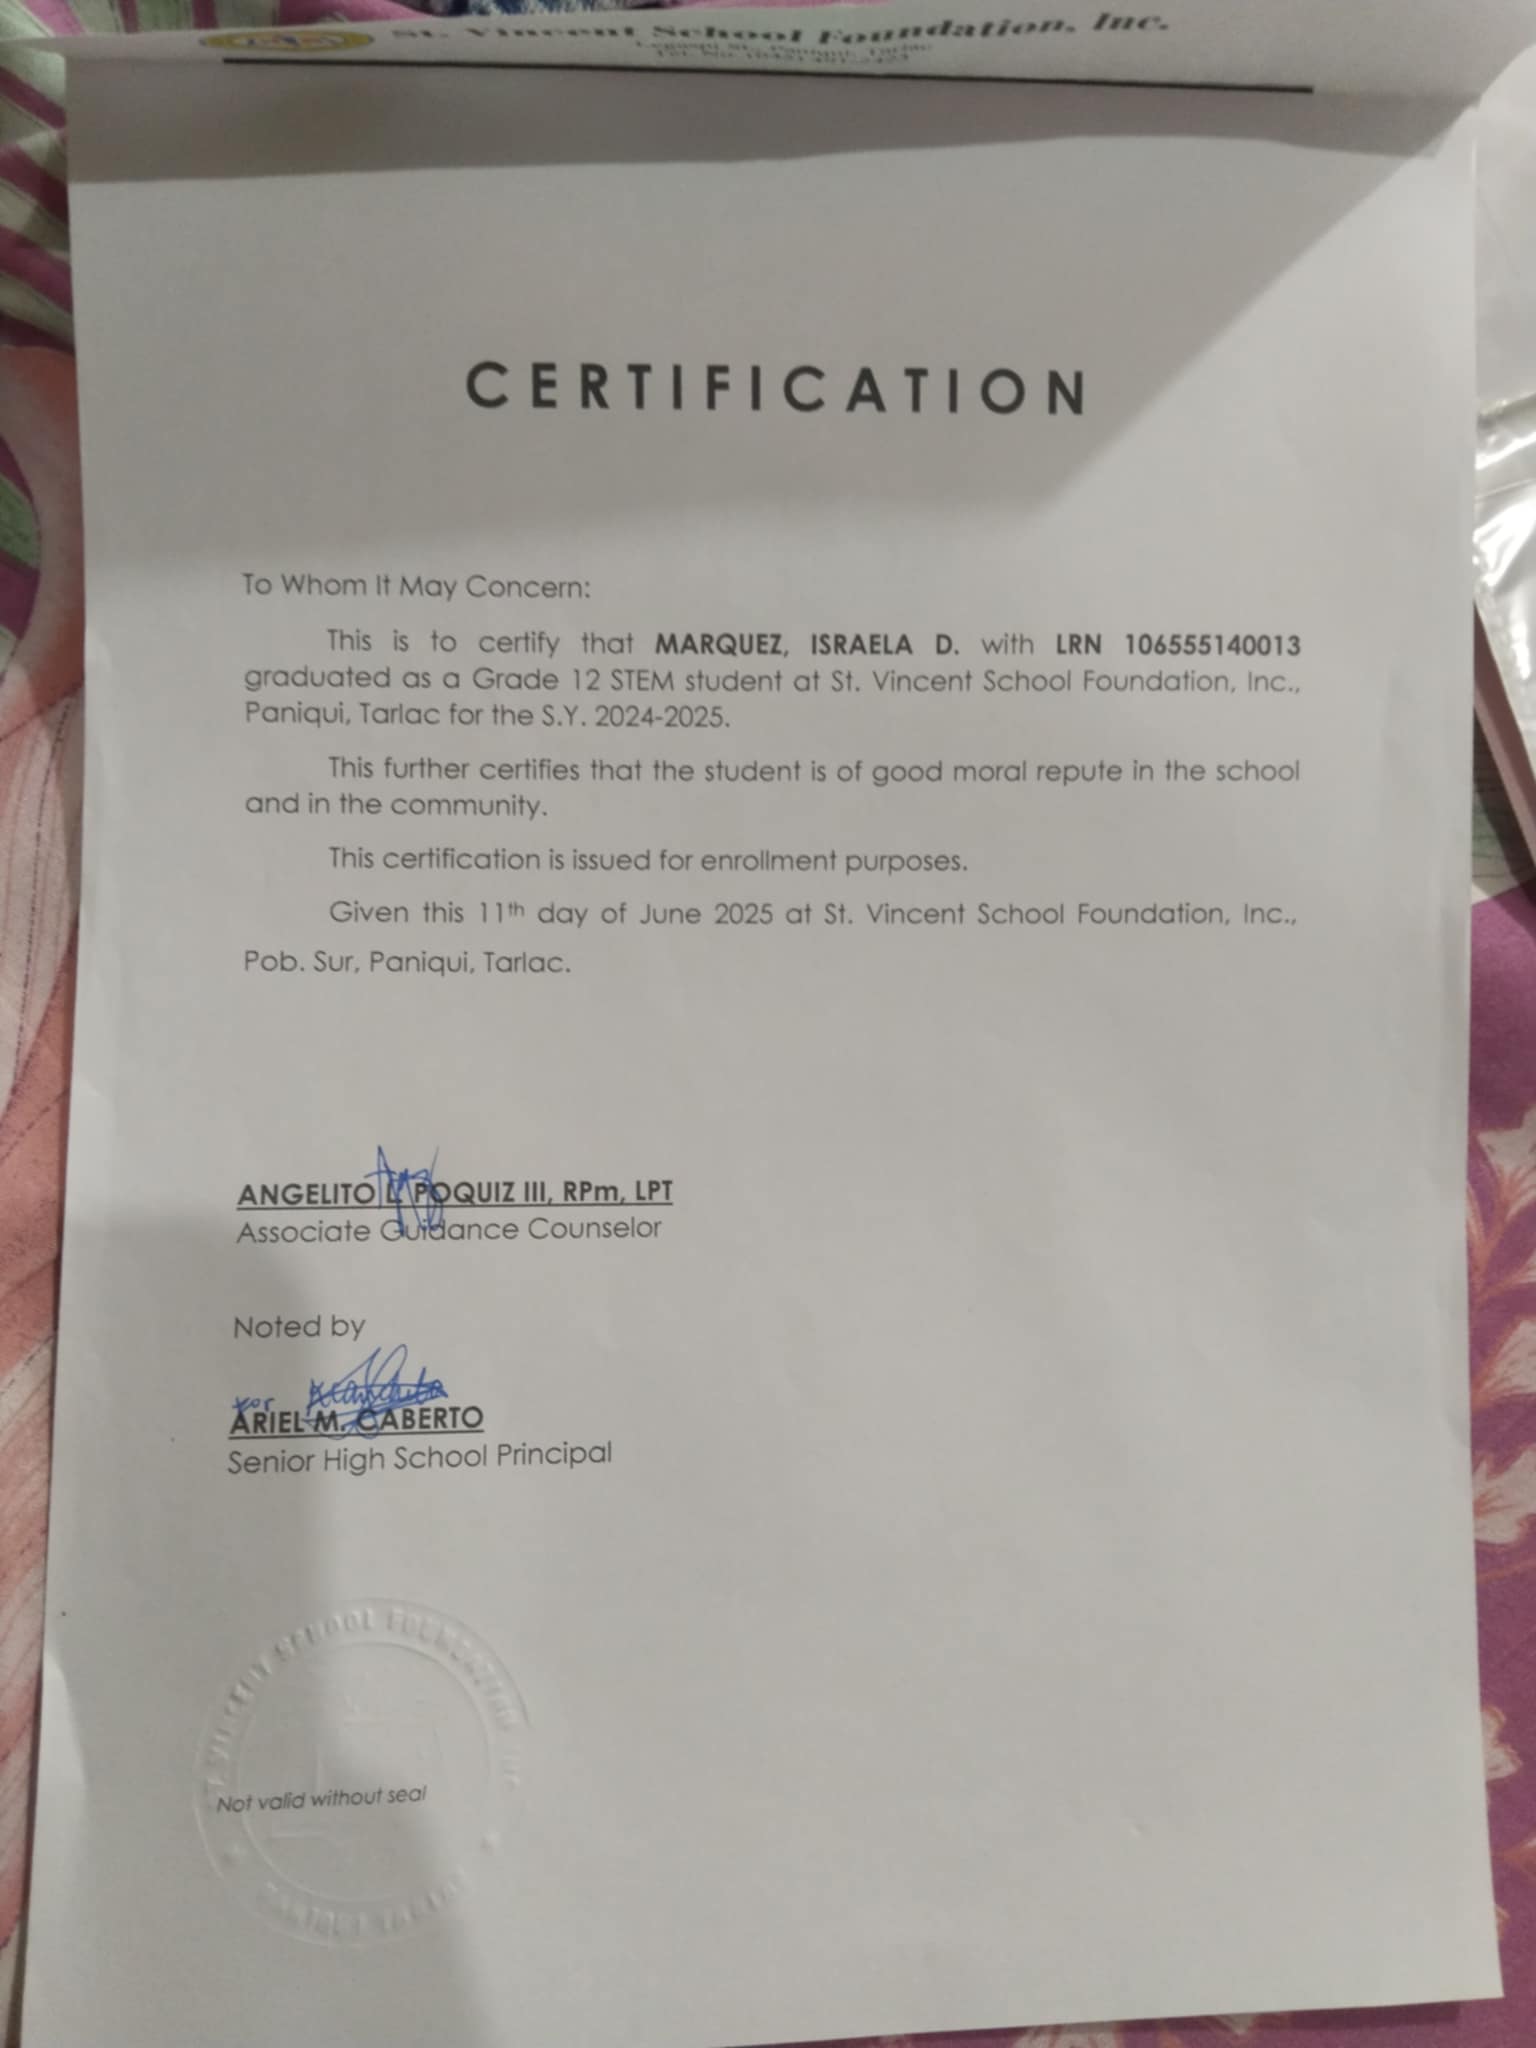 St. Vincent School Foundation, Inc.
CERTIFICATION
To Whom It May Concern:
This is to certify that MARQUEZ, ISRAELA D. with LRN 106555140013
graduated as a Grade 12 STEM student at St. Vincent School Foundation, Inc.,
Paniqui, Tarlac for the S.Y. 2024-2025.
This further certifies that the student is of good moral repute in the school
and in the community.
This certification is issued for enrollment purposes.
Given this 11th day of June 2025 at St. Vincent School Foundation, Inc.,
Pob. Sur, Paniqui, Tarlac.
ANGELITO L. POQUIZ III, RPm, LPT
Associate Guidance Counselor
Noted by
for
ARIEL M. CABERTO
Senior High School Principal
VINCENT SCHOOL FOUNDATION
Not valid without seal